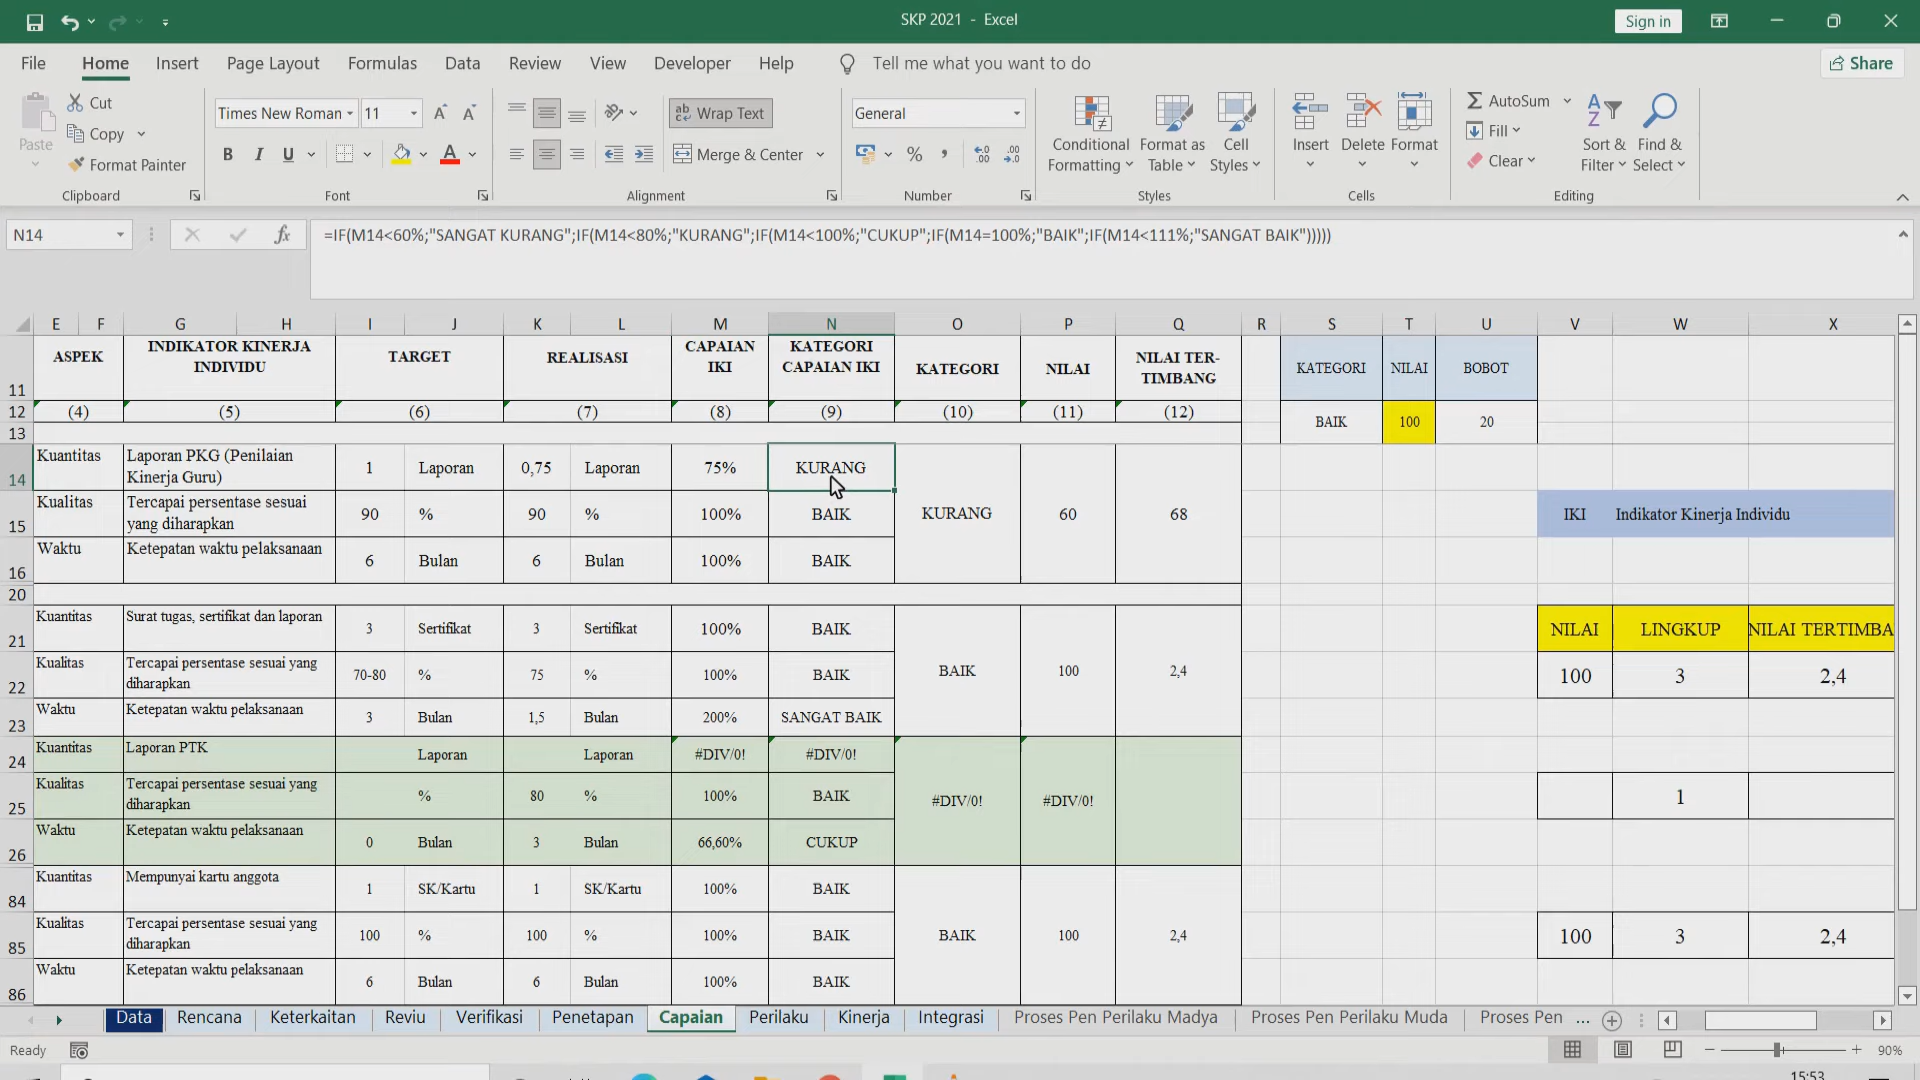 SKP 2021 - Excel
Sign in
File Home Insert Page Layout Formulas Data Review View Developer Help Tell me what you want to do Share
Paste
Cut
Copy
Format Painter
Clipboard
Times New Roman 11
B I U
Font
Wrap Text
Merge & Center
Alignment
General
Number
Conditional Formatting
Format as Table
Cell Styles
Styles
Insert Delete Format
Cells
AutoSum
Fill
Clear
Sort & Filter
Find & Select
Editing
N14 fx =IF(M14<60%;"SANGAT KURANG";IF(M14<80%;"KURANG";IF(M14<100%;"CUKUP";IF(M14=100%;"BAIK";IF(M14<111%;"SANGAT BAIK")))))
E F G H I J K L M N O P Q R S T U V W X
11 ASPEK INDIKATOR KINERJA INDIVIDU TARGET REALISASI CAPAIAN IKI KATEGORI CAPAIAN IKI KATEGORI NILAI NILAI TER-TIMBANG KATEGORI NILAI BOBOT
12 (4) (5) (6) (7) (8) (9) (10) (11) (12) BAIK 100 20
13
14 Kuantitas Laporan PKG (Penilaian Kinerja Guru) 1 Laporan 0,75 Laporan 75% KURANG
15 Kualitas Tercapai persentase sesuai yang diharapkan 90 % 90 % 100% BAIK KURANG 60 68 IKI Indikator Kinerja Individu
16 Waktu Ketepatan waktu pelaksanaan 6 Bulan 6 Bulan 100% BAIK
20
21 Kuantitas Surat tugas, sertifikat dan laporan 3 Sertifikat 3 Sertifikat 100% BAIK NILAI LINGKUP NILAI TERTIMBA
22 Kualitas Tercapai persentase sesuai yang diharapkan 70-80 % 75 % 100% BAIK BAIK 100 2,4 100 3 2,4
23 Waktu Ketepatan waktu pelaksanaan 3 Bulan 1,5 Bulan 200% SANGAT BAIK
24 Kuantitas Laporan PTK Laporan Laporan #DIV/0! #DIV/0!
25 Kualitas Tercapai persentase sesuai yang diharapkan % 80 % 100% BAIK #DIV/0! #DIV/0! 1
26 Waktu Ketepatan waktu pelaksanaan 0 Bulan 3 Bulan 66,60% CUKUP
84 Kuantitas Mempunyai kartu anggota 1 SK/Kartu 1 SK/Kartu 100% BAIK
85 Kualitas Tercapai persentase sesuai yang diharapkan 100 % 100 % 100% BAIK BAIK 100 2,4 100 3 2,4
86 Waktu Ketepatan waktu pelaksanaan 6 Bulan 6 Bulan 100% BAIK
Data Rencana Keterkaitan Reviu Verifikasi Penetapan Capaian Perilaku Kinerja Integrasi Proses Pen Perilaku Madya Proses Pen Perilaku Muda Proses Pen ...
Ready 90%
15:53